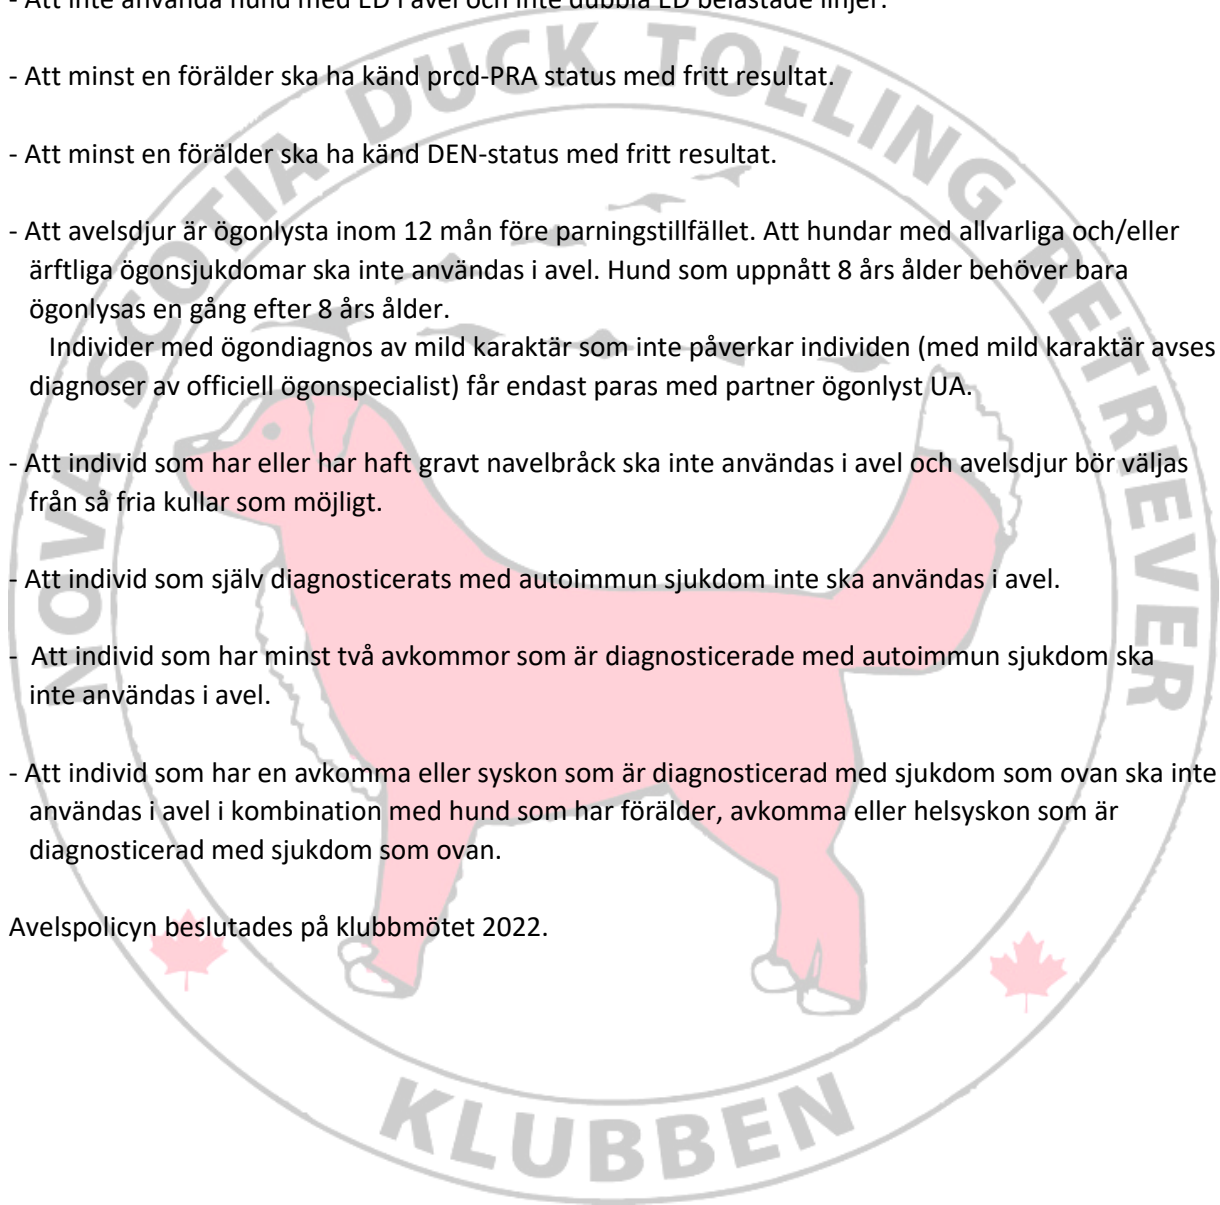 - Att inte använda hund med ED i avel och inte dubbla ED belastade linjer.
- Att minst en förälder ska ha känd prcd-PRA status med fritt resultat.
- Att minst en förälder ska ha känd DEN-status med fritt resultat.
- Att avelsdjur är ögonlysta inom 12 mån före parningstillfället. Att hundar med allvarliga och/eller
ärftliga ögonsjukdomar ska inte användas i avel. Hund som uppnått 8 års ålder behöver bara
ögonlysas en gång efter 8 års ålder.
Individer med ögondiagnos av mild karaktär som inte påverkar individen (med mild karaktär avses
diagnoser av officiell ögonspecialist) får endast paras med partner ögonlyst UA.
- Att individ som har eller har haft gravt navelbråck ska inte användas i avel och avelsdjur bör väljas
från så fria kullar som möjligt.
- Att individ som själv diagnosticerats med autoimmun sjukdom inte ska användas i avel.
- Att individ som har minst två avkommor som är diagnosticerade med autoimmun sjukdom ska
inte användas i avel.
- Att individ som har en avkomma eller syskon som är diagnosticerad med sjukdom som ovan ska inte
användas i avel i kombination med hund som har förälder, avkomma eller helsyskon som är
diagnosticerad med sjukdom som ovan.
Avelspolicyn beslutades på klubbmötet 2022.
NOVA SCOTIA DUCK TOLLING RETRIEVER
KLUBBEN